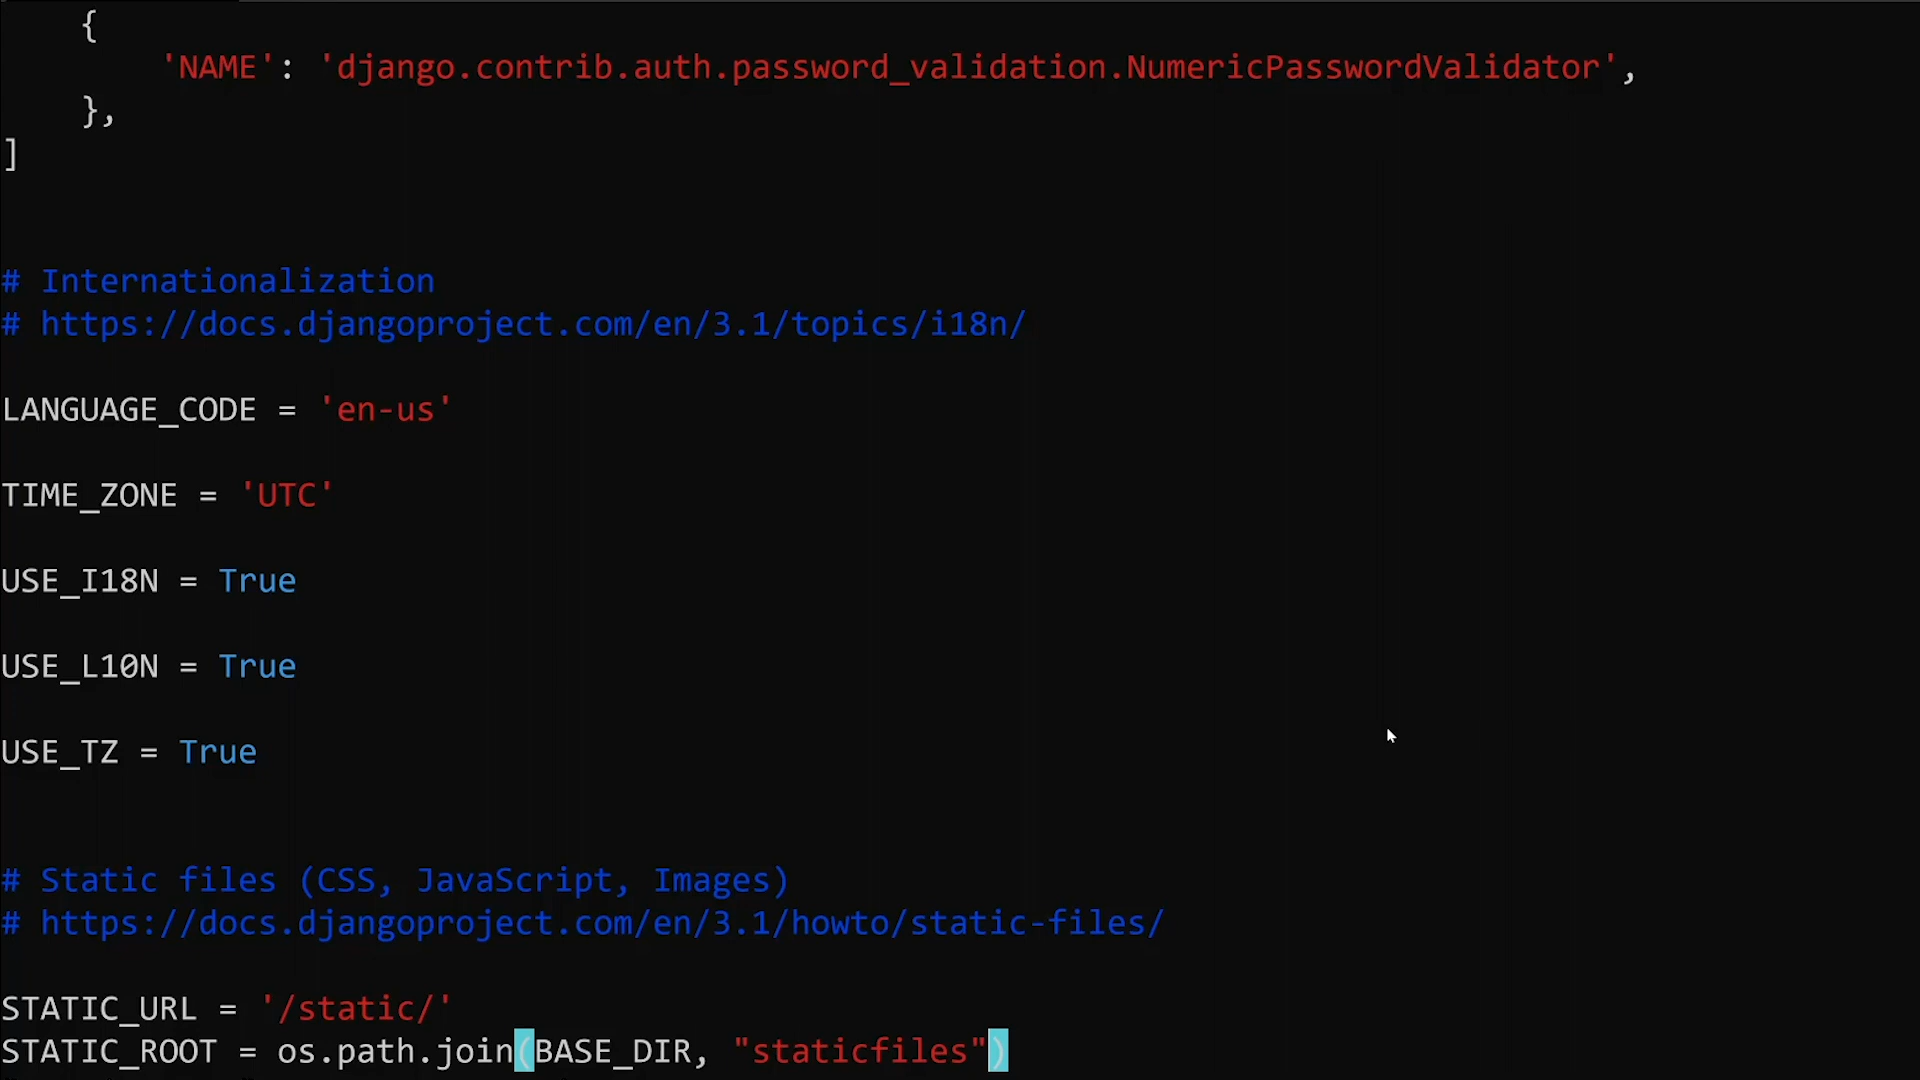 {
'NAME': 'django.contrib.auth.password_validation.NumericPasswordValidator',
},
]
# Internationalization
# https://docs.djangoproject.com/en/3.1/topics/i18n/
LANGUAGE_CODE = 'en-us'
TIME_ZONE = 'UTC'
USE_I18N = True
USE_L10N = True
USE_TZ = True
# Static files (CSS, JavaScript, Images)
# https://docs.djangoproject.com/en/3.1/howto/static-files/
STATIC_URL = '/static/'
STATIC_ROOT = os.path.join(BASE_DIR, "staticfiles")